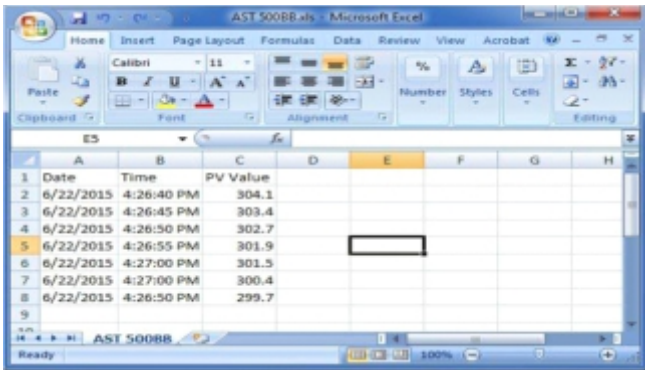 AST 500BB.xls - Microsoft Excel
Home Insert Page Layout Formulas Data Review View Acrobat
Calibri 11
B I U A A
Paste
Number Styles Cells
Clipboard Font Alignment Editing
E5 fx
A B C D E F G H
1 Date Time PV Value
2 6/22/2015 4:26:40 PM 304.1
3 6/22/2015 4:26:45 PM 303.4
4 6/22/2015 4:26:50 PM 302.7
5 6/22/2015 4:26:55 PM 301.9
6 6/22/2015 4:27:00 PM 301.5
7 6/22/2015 4:27:00 PM 300.4
8 6/22/2015 4:26:50 PM 299.7
9
10
AST 500BB
Ready 100%